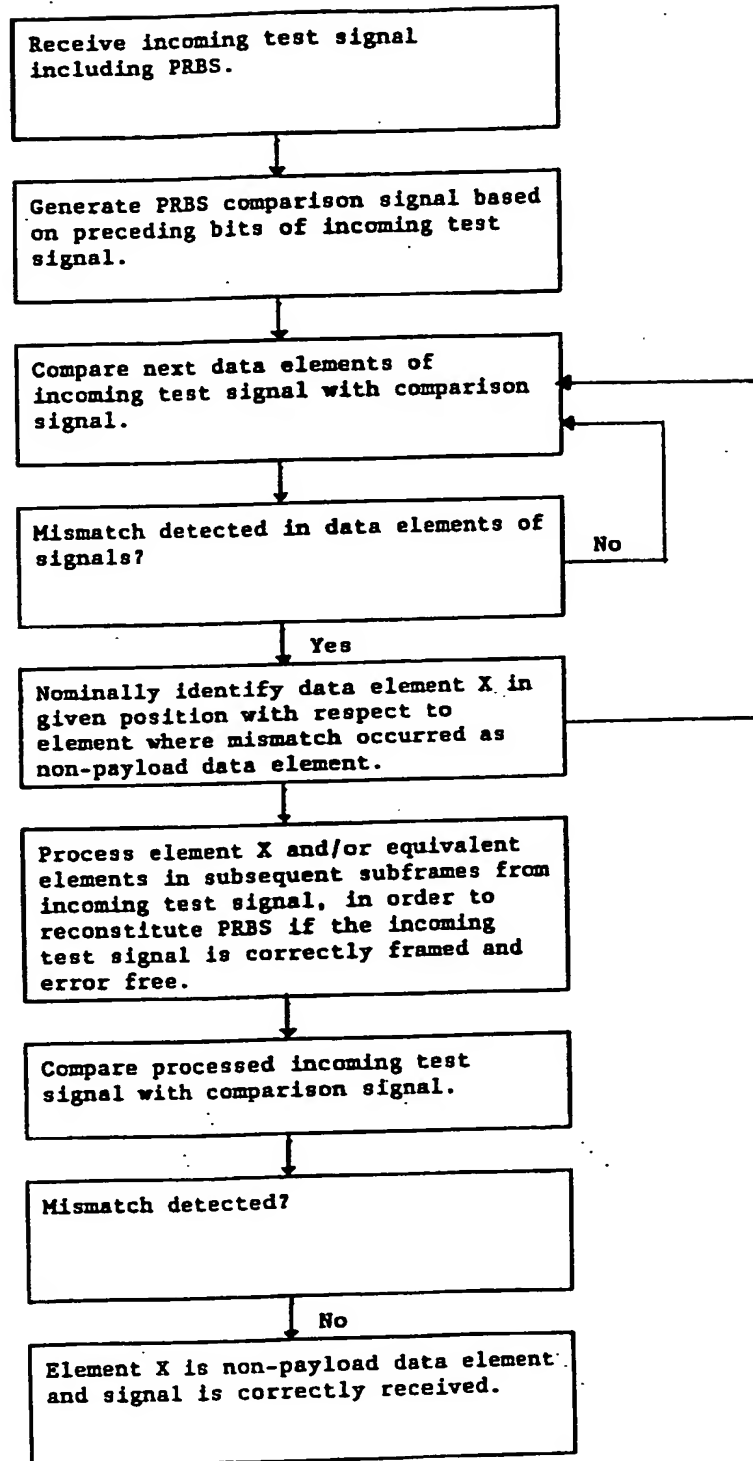 Receive incoming test signal
including PRBS.
Generate PRBS comparison signal based
on preceding bits of incoming test
signal.
Compare next data elements of
incoming test signal with comparison
signal.
Mismatch detected in data elements of
signals?
No
Yes
Nominally identify data element X in
given position with respect to
element where mismatch occurred as
non-payload data element.
Process element X and/or equivalent
elements in subsequent subframes from
incoming test signal, in order to
reconstitute PRBS if the incoming
test signal is correctly framed and
error free.
Compare processed incoming test
signal with comparison signal.
Mismatch detected?
No
Element X is non-payload data element
and signal is correctly received.